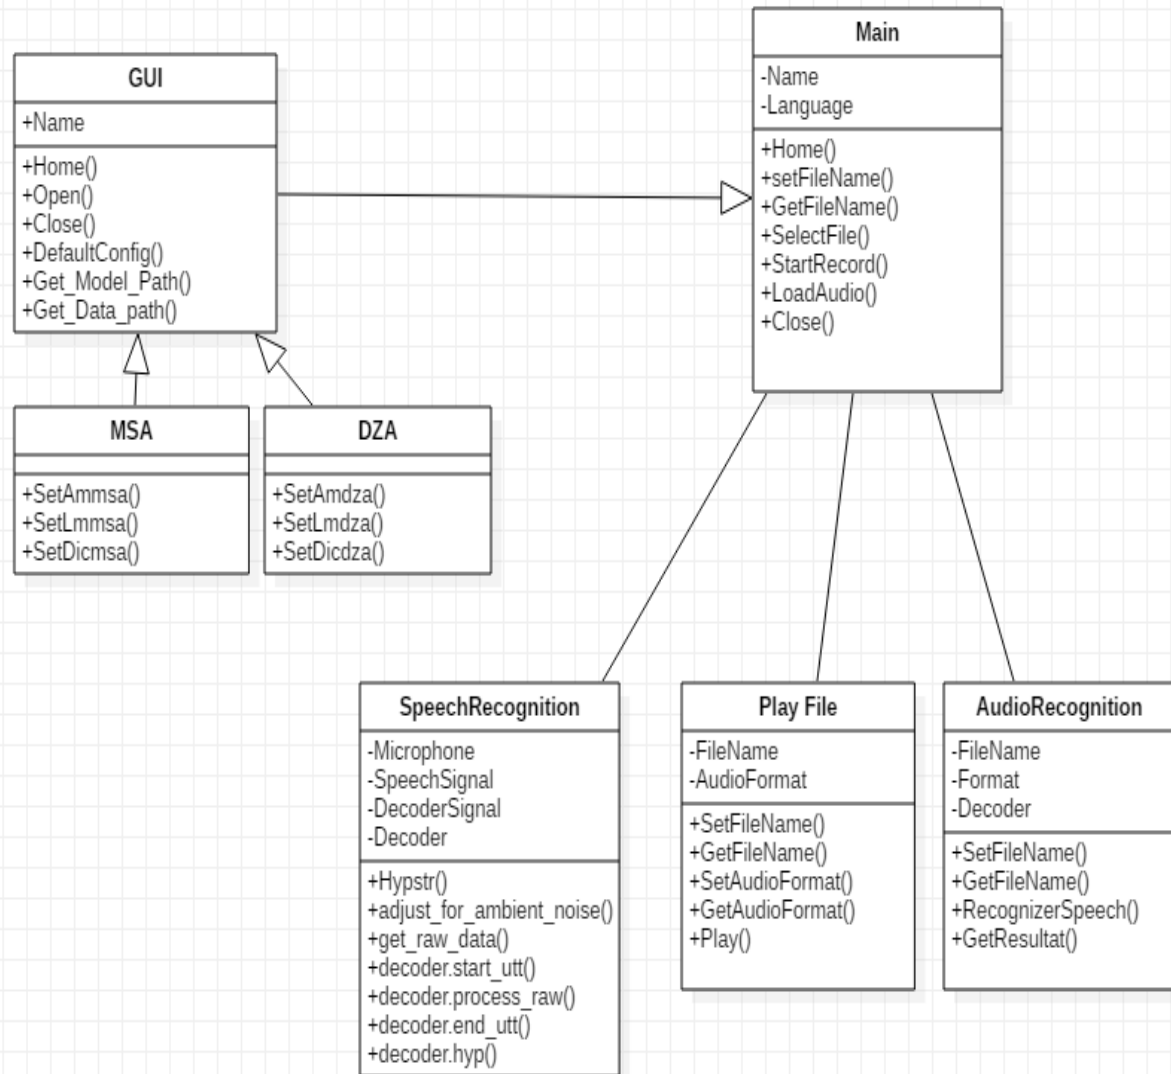 GUI
+Name
+Home()
+Open()
+Close()
+DefaultConfig()
+Get_Model_Path()
+Get_Data_path()
Main
-Name
-Language
+Home()
+setFileName()
+GetFileName()
+SelectFile()
+StartRecord()
+LoadAudio()
+Close()
MSA
+SetAmmsa()
+SetLmmsa()
+SetDicmsa()
DZA
+SetAmdza()
+SetLmdza()
+SetDicdza()
SpeechRecognition
-Microphone
-SpeechSignal
-DecoderSignal
-Decoder
+Hypstr()
+adjust_for_ambient_noise()
+get_raw_data()
+decoder.start_utt()
+decoder.process_raw()
+decoder.end_utt()
+decoder.hyp()
Play File
-FileName
-AudioFormat
+SetFileName()
+GetFileName()
+SetAudioFormat()
+GetAudioFormat()
+Play()
AudioRecognition
-FileName
-Format
-Decoder
+SetFileName()
+GetFileName()
+RecognizerSpeech()
+GetResultat()